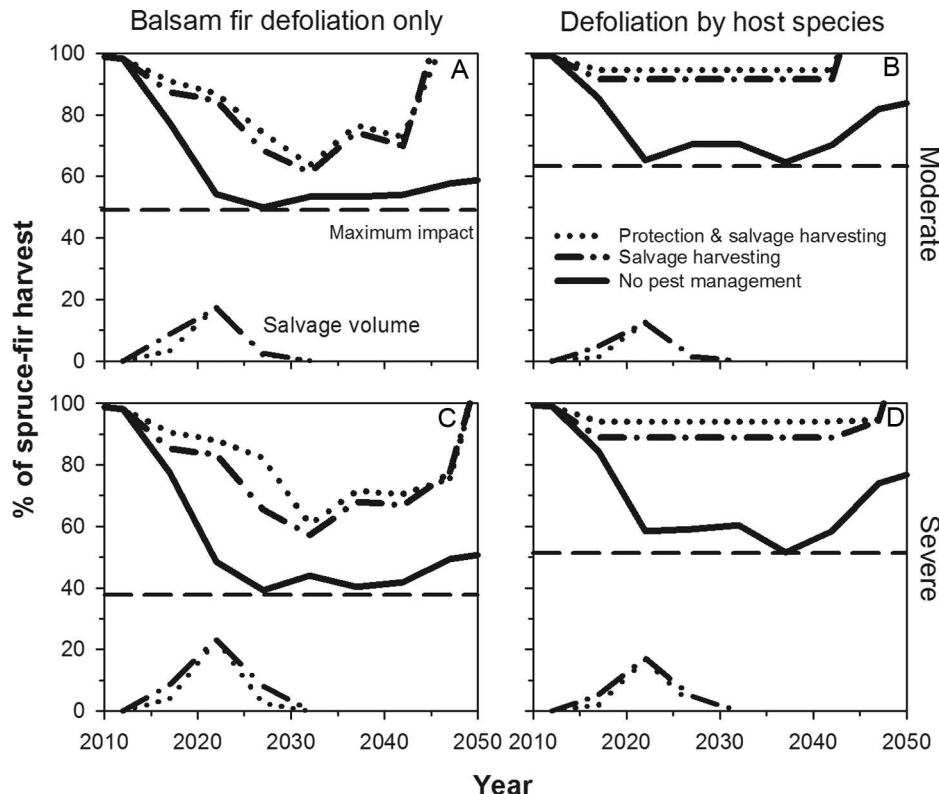 Balsam fir defoliation only
Defoliation by host species
% of spruce-fir harvest
100
80
60
40
20
0
A
Maximum impact
Salvage volume
B
Protection & salvage harvesting
Salvage harvesting
No pest management
Moderate
100
80
60
40
20
0
C
D
Severe
2010 2020 2030 2040 2050
2010 2020 2030 2040 2050
Year